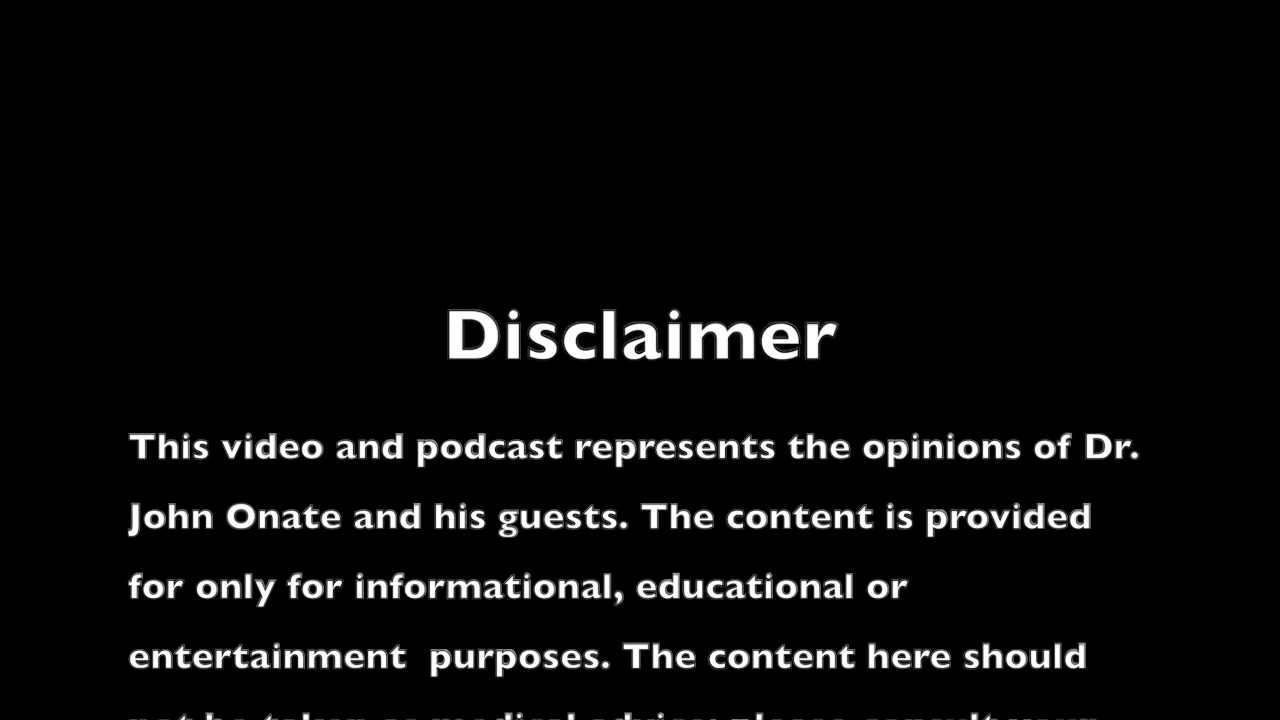 Disclaimer
This video and podcast represents the opinions of Dr.
John Onate and his guests. The content is provided
for only for informational, educational or
entertainment  purposes. The content here should